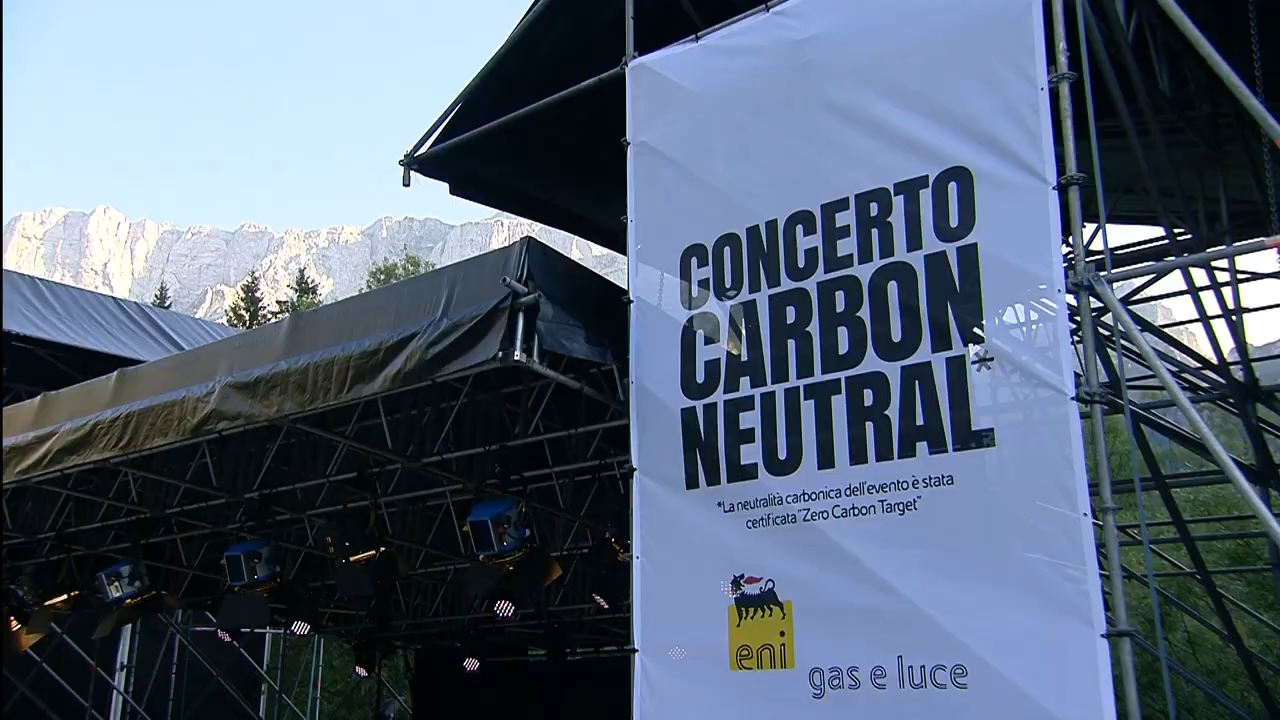 CONCERTO
CARBON
NEUTRAL*
*La neutralità carbonica dell'evento è stata
certificata "Zero Carbon Target"
eni
gas e luce